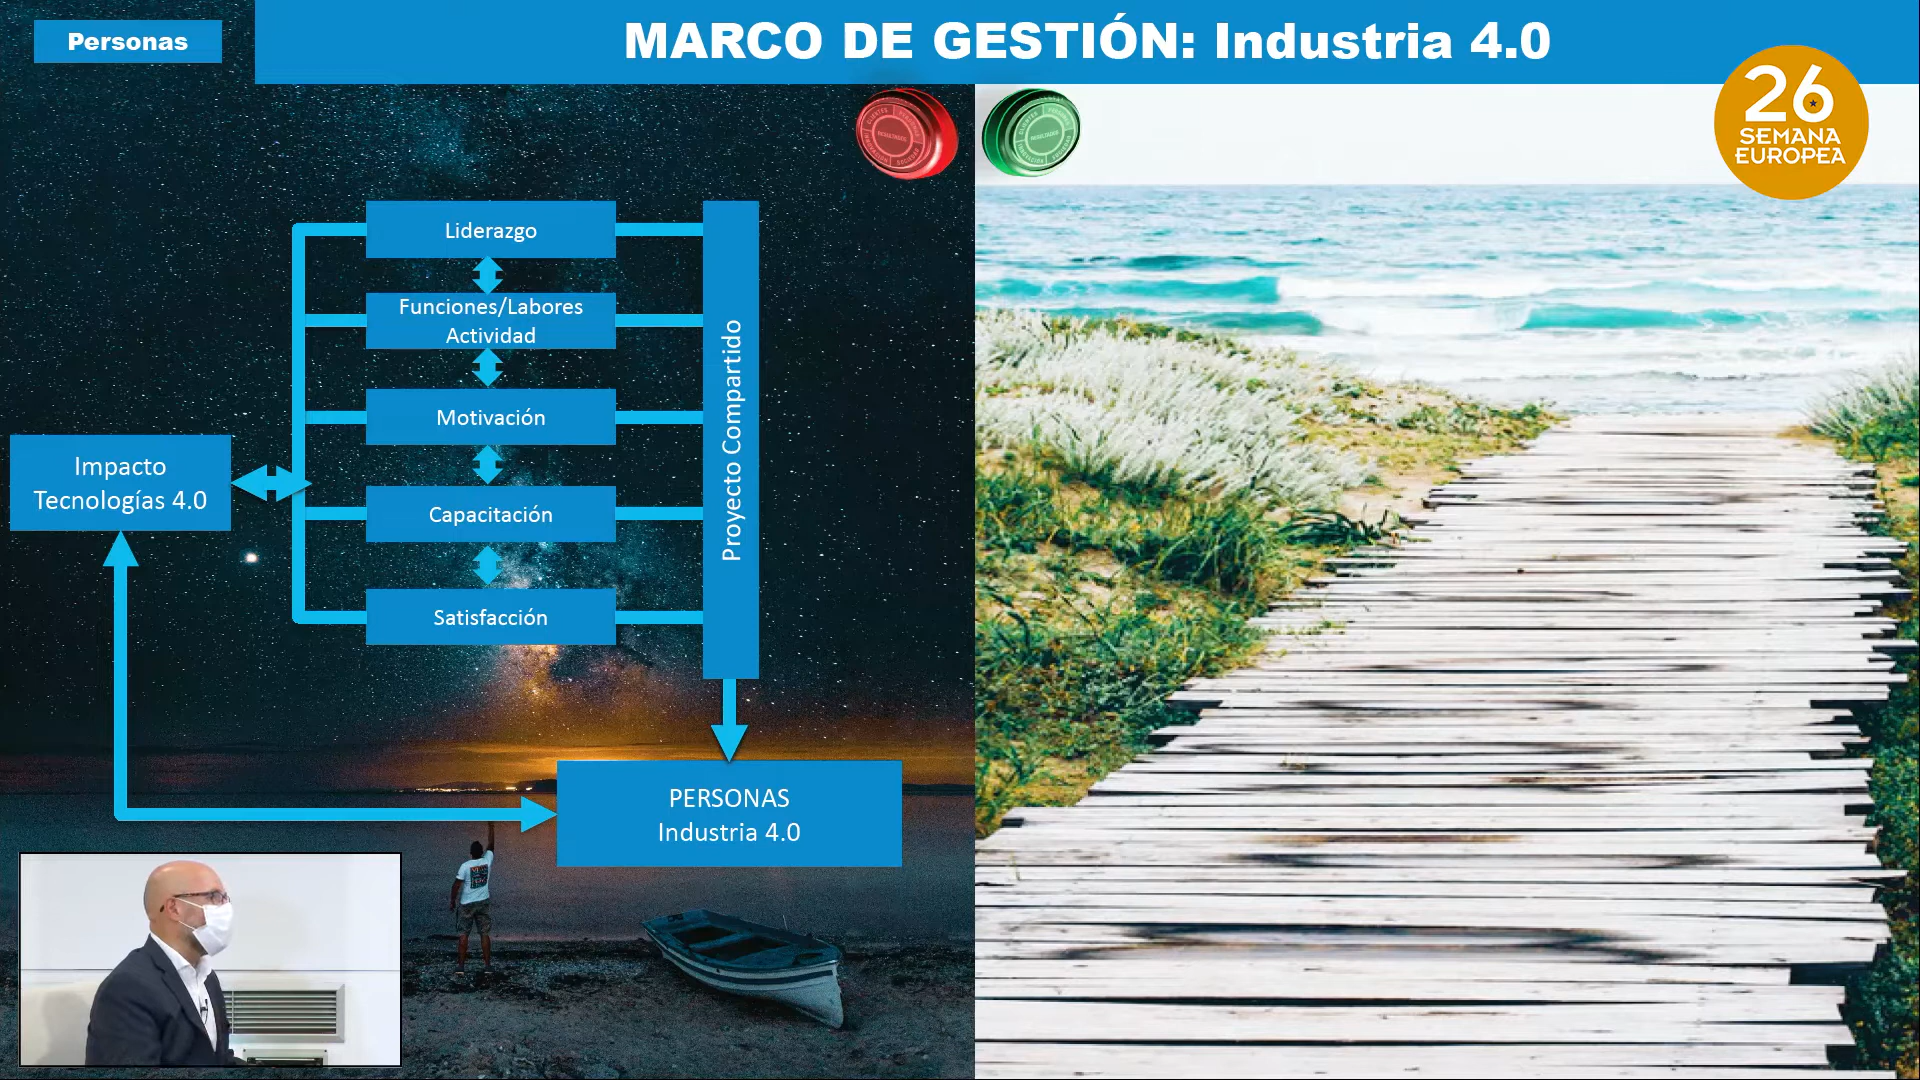 Personas
MARCO DE GESTIÓN: Industria 4.0
26
SEMANA
EUROPEA
Liderazgo
Funciones/Labores
Actividad
Motivación
Capacitación
Satisfacción
Proyecto Compartido
Impacto
Tecnologías 4.0
PERSONAS
Industria 4.0